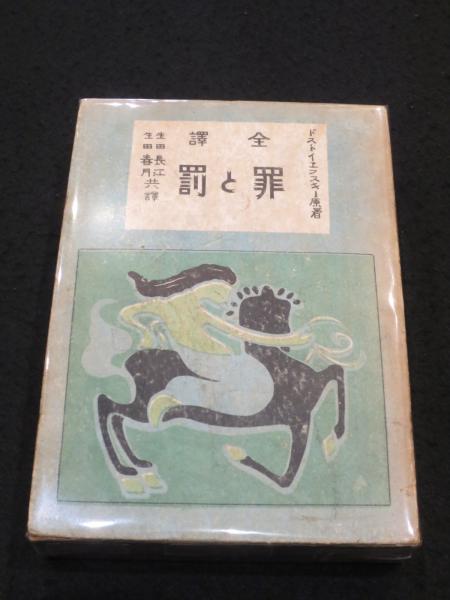 ドストイエフスキー原著
全譯
罪と罰
生田長江
生田春月共譯